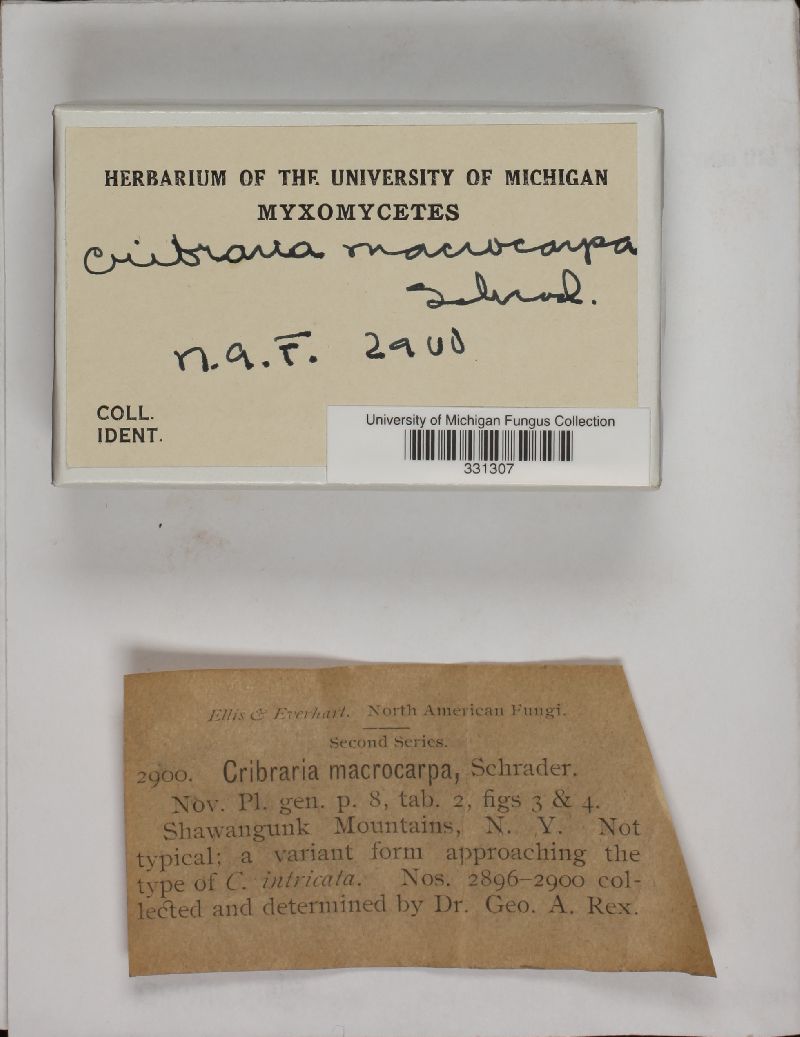 HERBARIUM OF THE UNIVERSITY OF MICHIGAN
MYXOMYCETES
Cribraria macrocarpa
Schrad.
N.A.F. 2900
COLL.
IDENT.
University of Michigan Fungus Collection
331307
Ellis & Everhart. North American Fungi.
Second Series.
2900. Cribraria macrocarpa, Schrader.
Nov. Pl. gen. p. 8, tab. 2, figs 3 & 4.
Shawangunk Mountains, N. Y. Not
typical; a variant form approaching the
type of C. intricata. Nos. 2896–2900 col-
lected and determined by Dr. Geo. A. Rex.